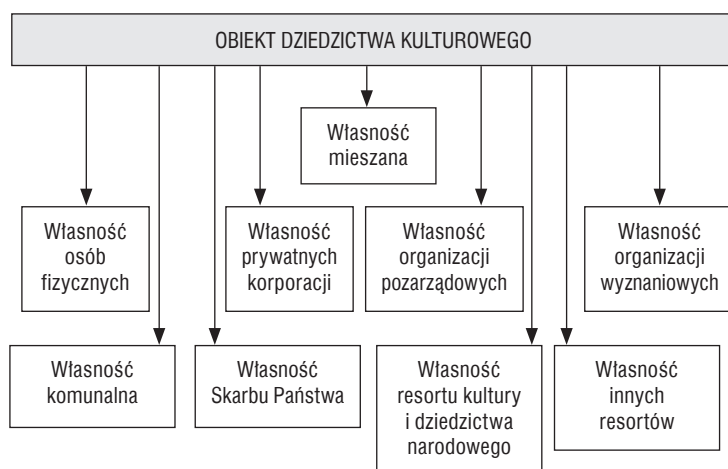 OBIEKT DZIEDZICTWA KULTUROWEGO
Własność
mieszana
Własność
osób
fizycznych
Własność
prywatnych
korporacji
Własność
organizacji
pozarządowych
Własność
organizacji
wyznaniowych
Własność
komunalna
Własność
Skarbu Państwa
Własność
resortu kultury
i dziedzictwa
narodowego
Własność
innych
resortów